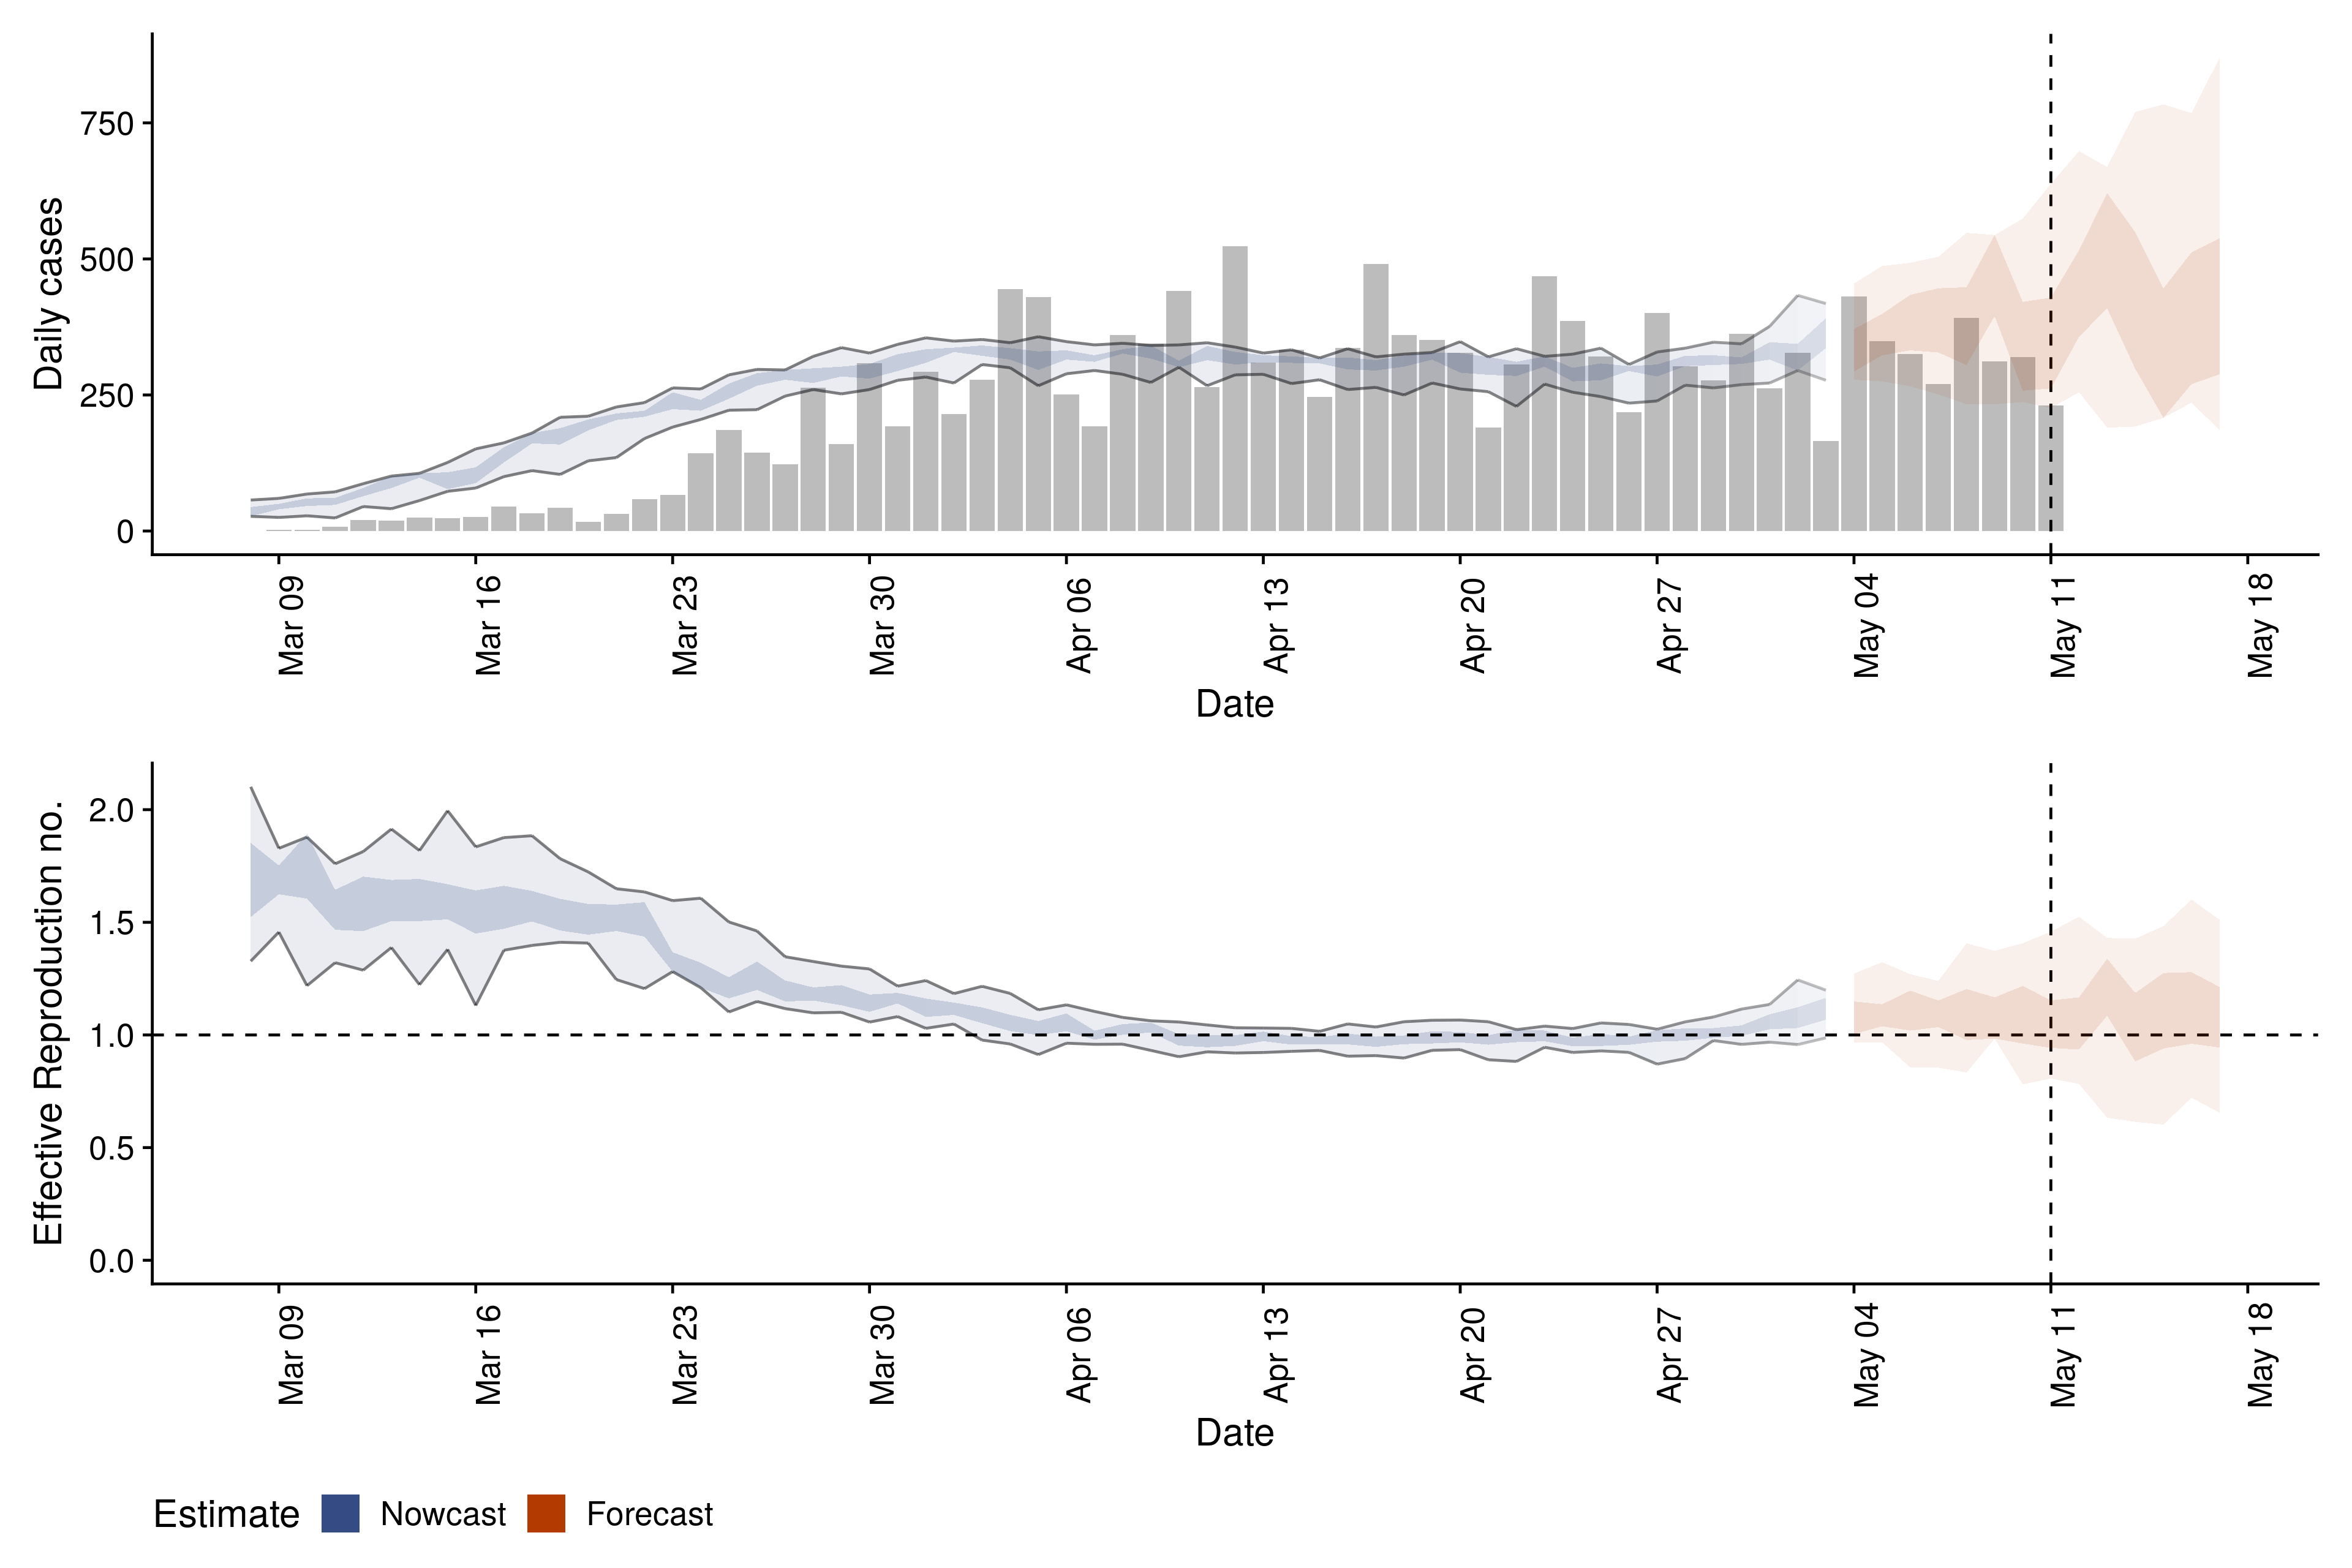 Daily cases
750
500
250
0
Mar 09
Mar 16
Mar 23
Mar 30
Apr 06
Apr 13
Apr 20
Apr 27
May 04
May 11
May 18
Date
Effective Reproduction no.
2.0
1.5
1.0
0.5
0.0
Mar 09
Mar 16
Mar 23
Mar 30
Apr 06
Apr 13
Apr 20
Apr 27
May 04
May 11
May 18
Date
Estimate Nowcast Forecast